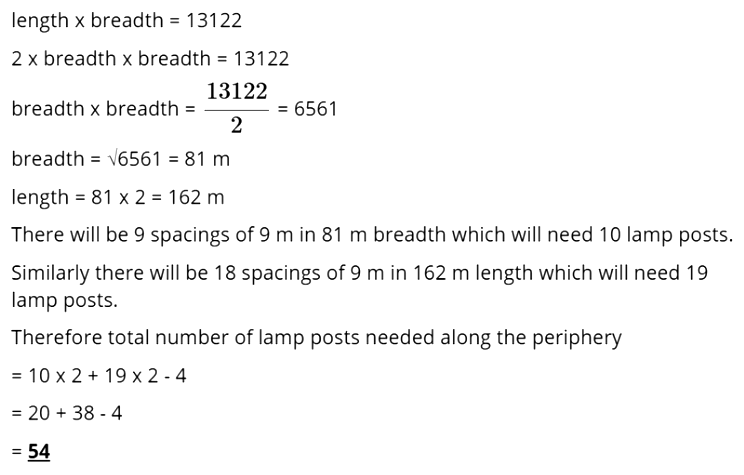 length x breadth = 13122
2 x breadth x breadth = 13122
breadth x breadth = 13122/2 = 6561
breadth = √6561 = 81 m
length = 81 x 2 = 162 m
There will be 9 spacings of 9 m in 81 m breadth which will need 10 lamp posts.
Similarly there will be 18 spacings of 9 m in 162 m length which will need 19
lamp posts.
Therefore total number of lamp posts needed along the periphery
= 10 x 2 + 19 x 2 - 4
= 20 + 38 - 4
= 54